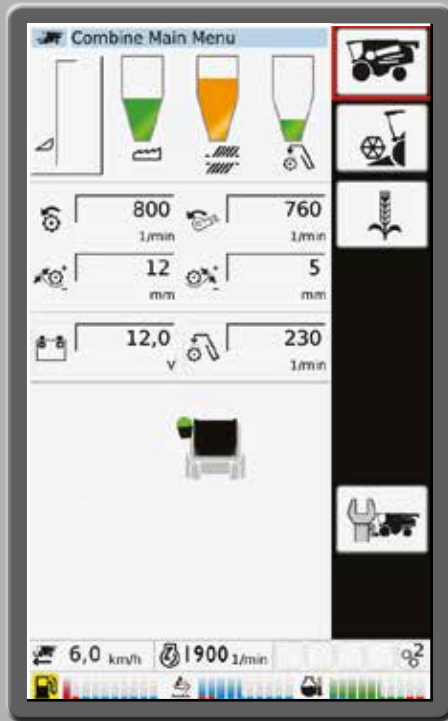 Combine Main Menu
800 760
1/min 1/min
12 5
mm mm
12,0 230
V 1/min
6,0 km/h 1900 1/min 2